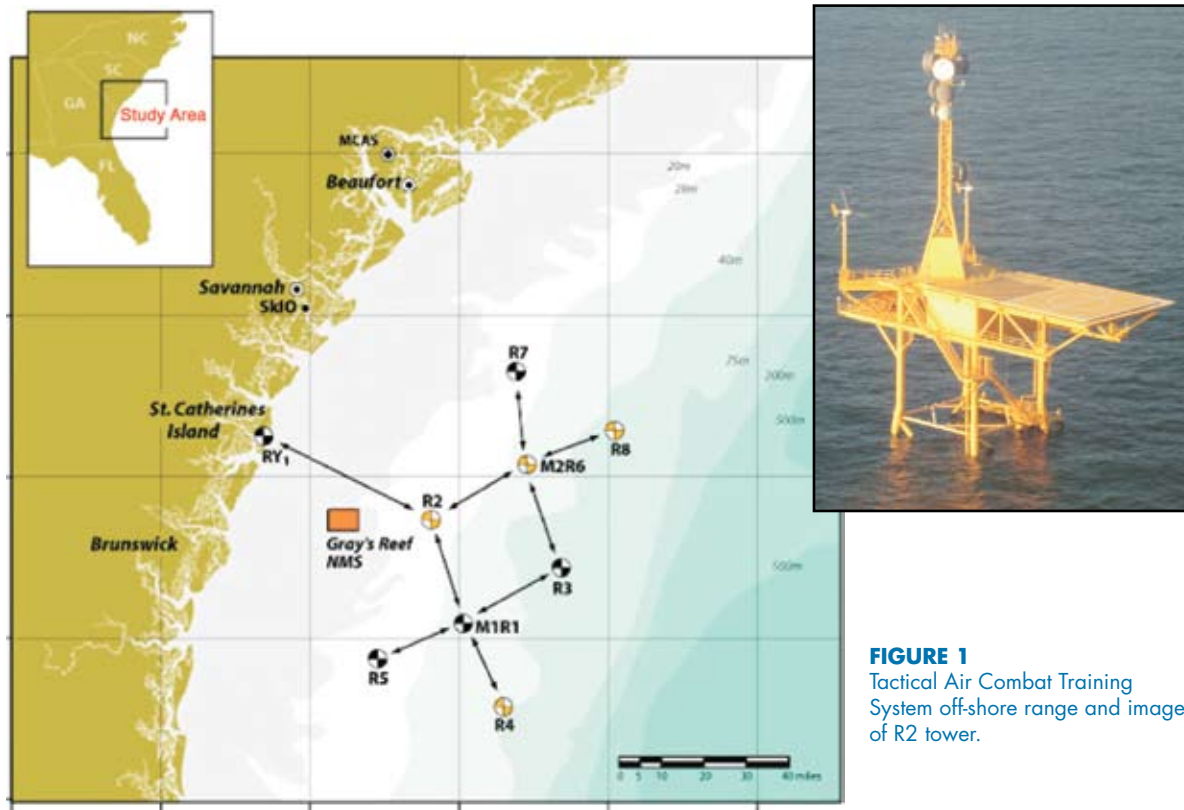 NC
SC
GA
FL
Study Area
MCAS
Beaufort
Savannah
SkIO
20m
28m
40m
75m
200m
500m
R7
St. Catherines
Island
RY1
R8
M2R6
R2
Gray's Reef
NMS
Brunswick
500m
R3
M1R1
R5
R4
0 5 10 20 30 40 miles
FIGURE 1
Tactical Air Combat Training
System off-shore range and image
of R2 tower.